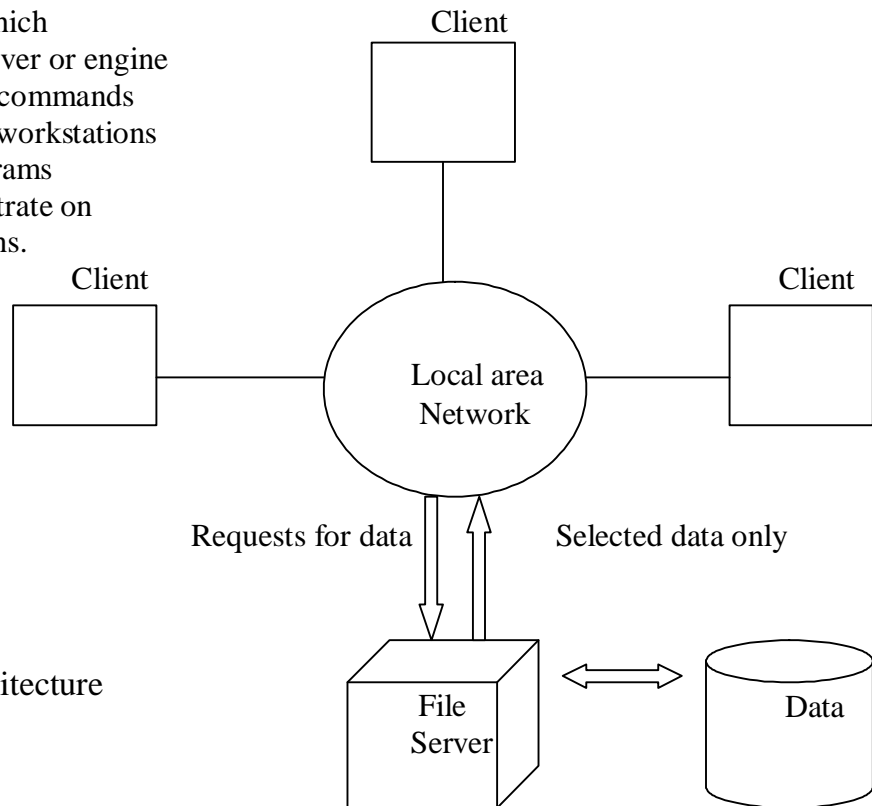 hich
ver or engine
commands
workstations
rams
trate on
ns.
Client
Client
Client
Local area
Network
Requests for data
Selected data only
itecture
File
Server
Data